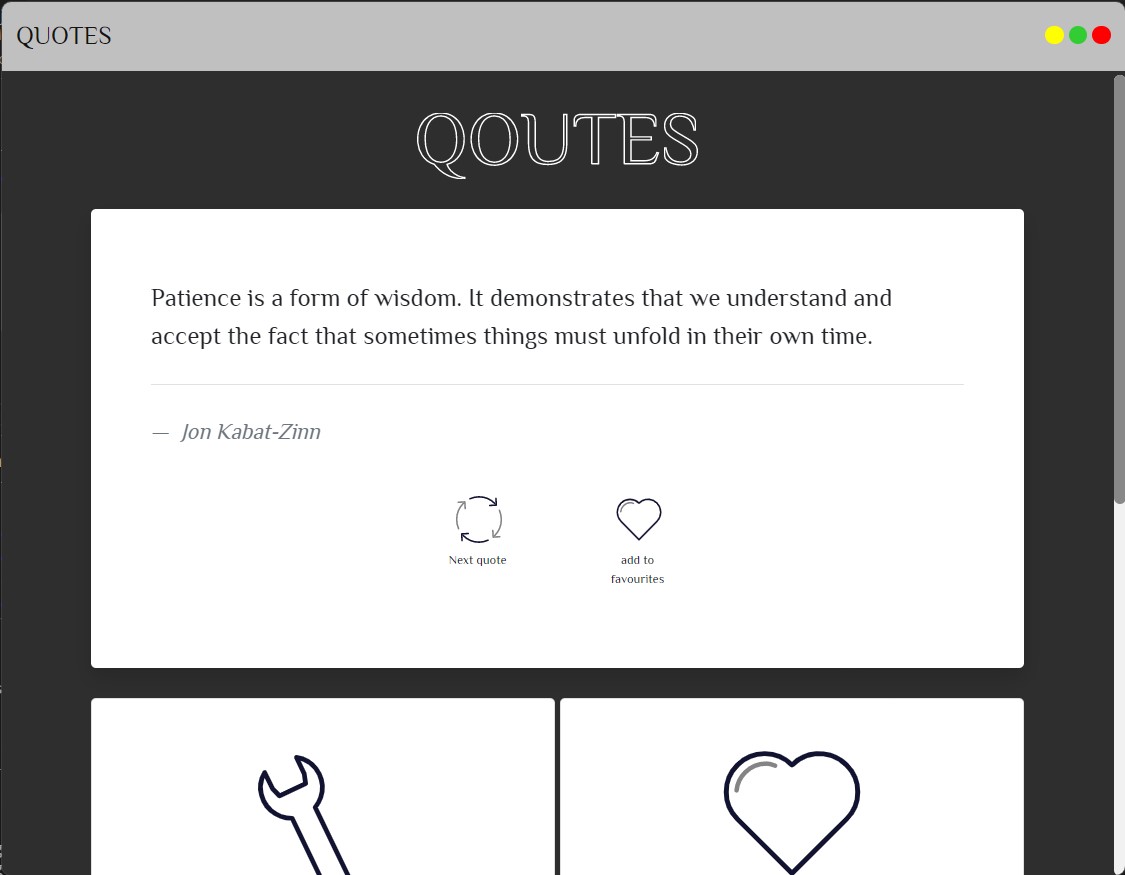 QUOTES
QOUTES
Patience is a form of wisdom. It demonstrates that we understand and
accept the fact that sometimes things must unfold in their own time.
— Jon Kabat-Zinn
Next quote
add to
favourites